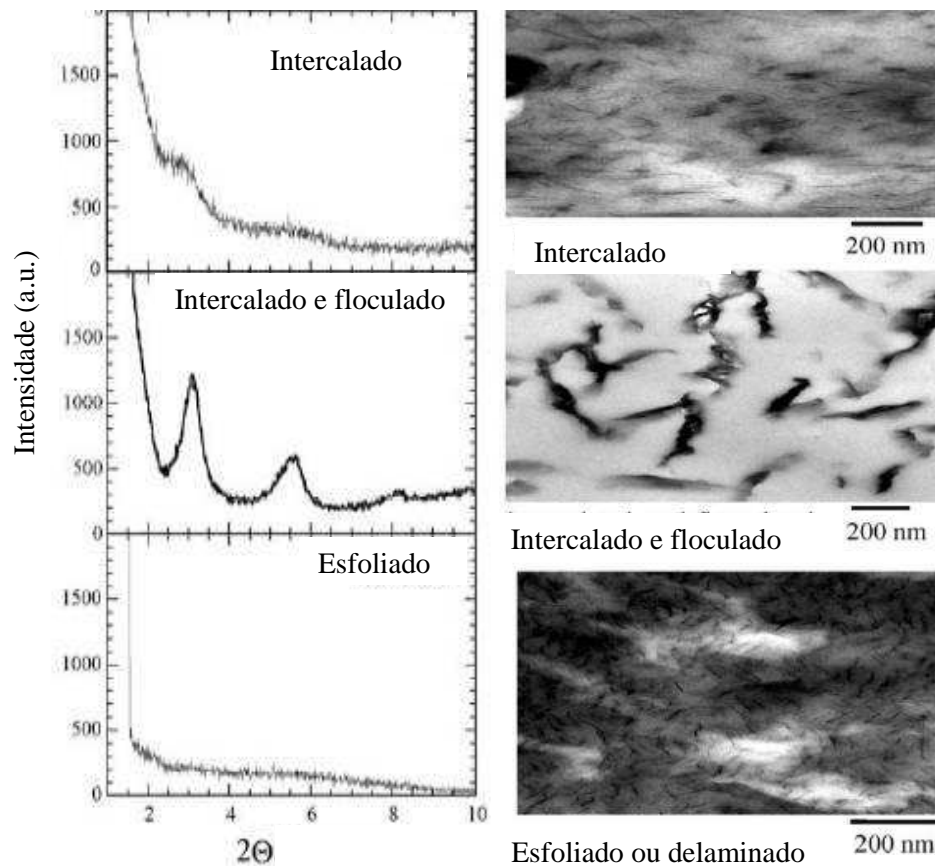 Intensidade (a.u.)
Intercalado
1500
1000
500
0
Intercalado e floculado
1500
1000
500
0
Esfoliado
1500
1000
500
0
2
4
6
8
10
2Θ
200 nm
Intercalado
200 nm
Intercalado e floculado
200 nm
Esfoliado ou delaminado